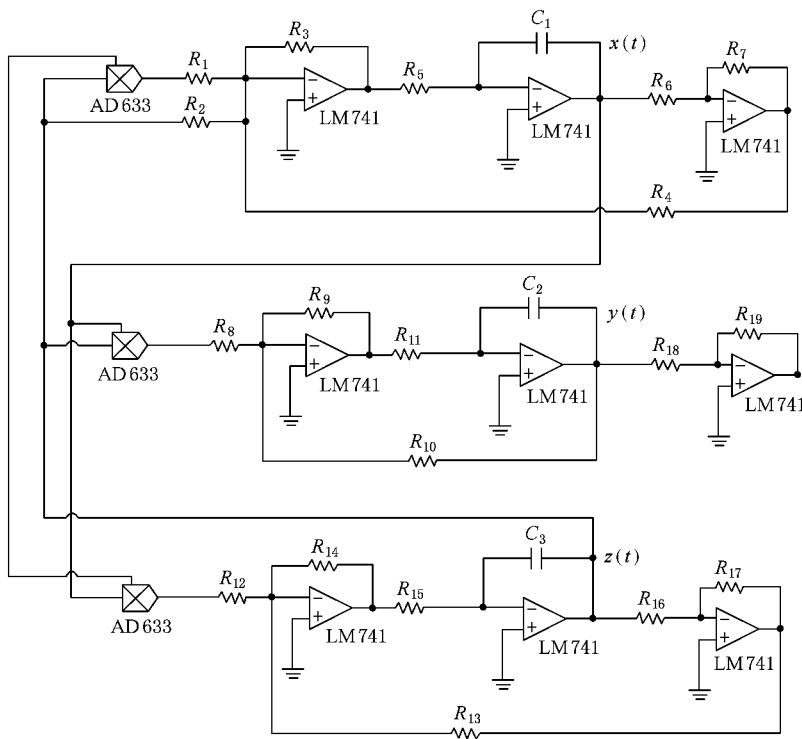 C1
x(t)
R3
R7
R1
R5
R6
−
+
−
+
−
+
AD633
R2
LM741
LM741
LM741
R4
C2
R9
y(t)
R19
R8
R11
R18
−
+
−
+
−
+
AD633
LM741
LM741
LM741
R10
C3
R14
z(t)
R17
R12
R15
R16
−
+
−
+
−
+
AD633
LM741
LM741
LM741
R13